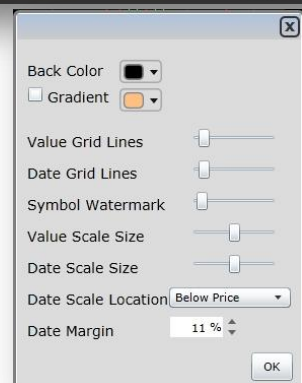 X
Back Color
Gradient
Value Grid Lines
Date Grid Lines
Symbol Watermark
Value Scale Size
Date Scale Size
Date Scale Location Below Price
Date Margin 11 %
OK